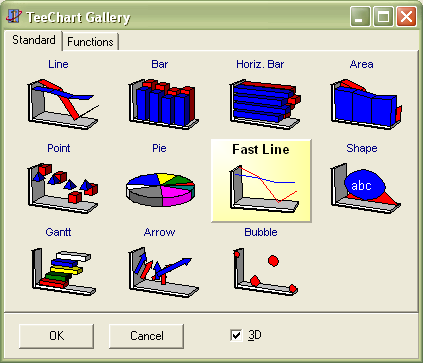 TeeChart Gallery
Standard Functions
Line Bar Horiz. Bar Area
Point Pie Fast Line Shape
abc
Gantt Arrow Bubble
OK Cancel 3D